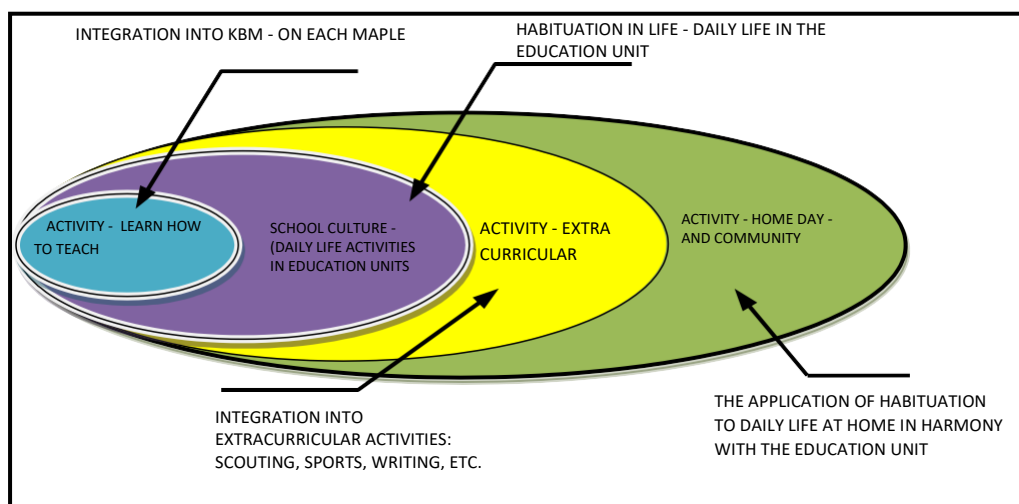 INTEGRATION INTO KBM - ON EACH MAPLE
HABITUATION IN LIFE - DAILY LIFE IN THE
EDUCATION UNIT
ACTIVITY - LEARN HOW
TO TEACH
SCHOOL CULTURE -
(DAILY LIFE ACTIVITIES
IN EDUCATION UNITS
ACTIVITY - EXTRA
CURRICULAR
ACTIVITY - HOME DAY -
AND COMMUNITY
INTEGRATION INTO
EXTRACURRICULAR ACTIVITIES:
SCOUTING, SPORTS, WRITING, ETC.
THE APPLICATION OF HABITUATION
TO DAILY LIFE AT HOME IN HARMONY
WITH THE EDUCATION UNIT